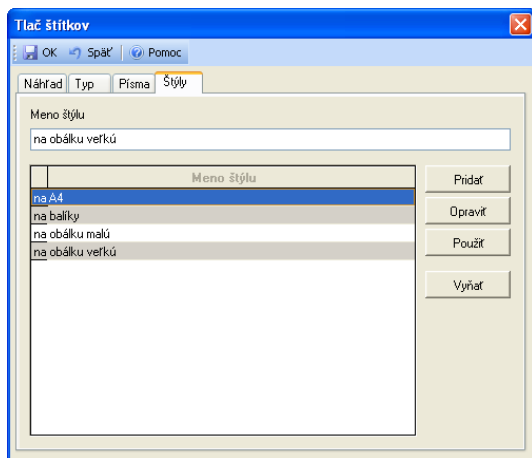 Tlač štítkov
OK Späť Pomoc
Náhľad Typ Písma Štýly
Meno štýlu
na obálku veľkú
Meno štýlu
na A4
na balíky
na obálku malú
na obálku veľkú
Pridať
Opraviť
Použiť
Vyňať